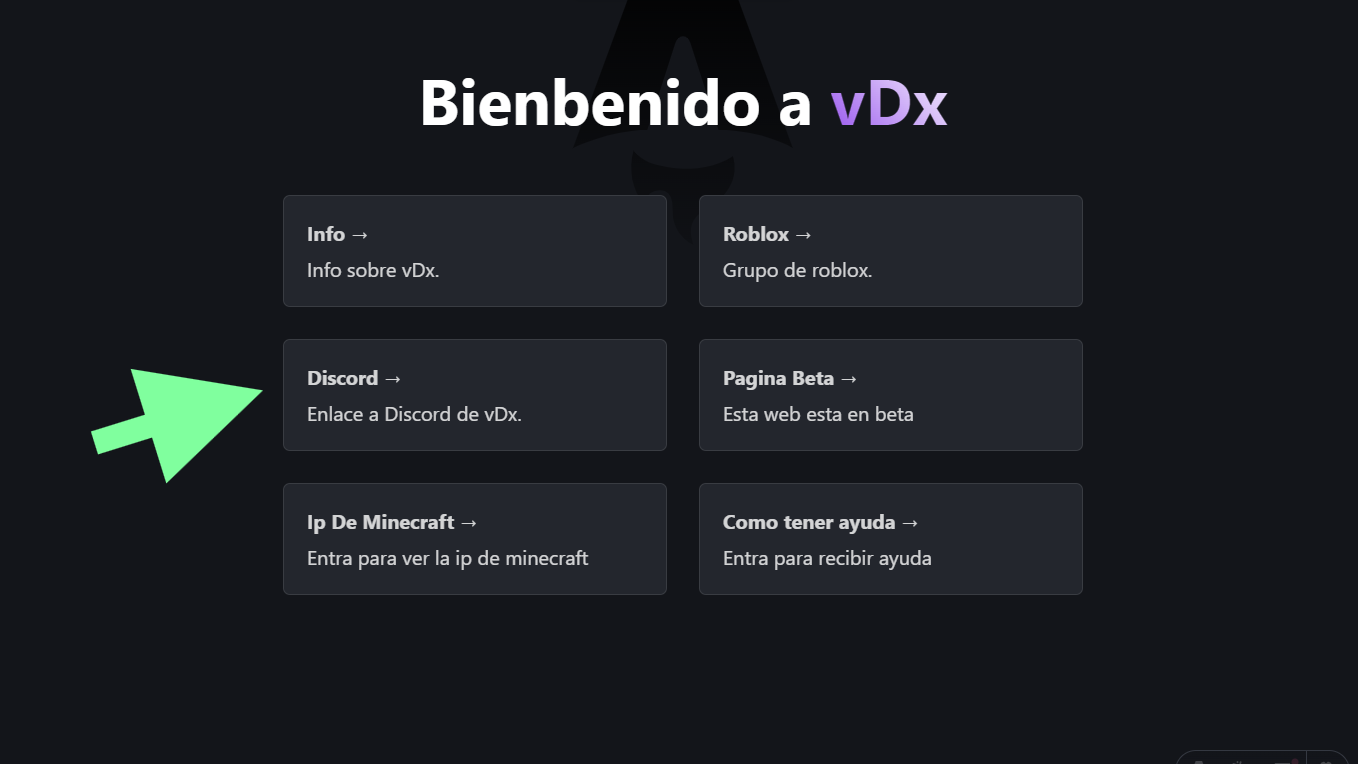 Bienbenido a vDx
Info →
Info sobre vDx.
Roblox →
Grupo de roblox.
Discord →
Enlace a Discord de vDx.
Pagina Beta →
Esta web esta en beta
Ip De Minecraft →
Entra para ver la ip de minecraft
Como tener ayuda →
Entra para recibir ayuda